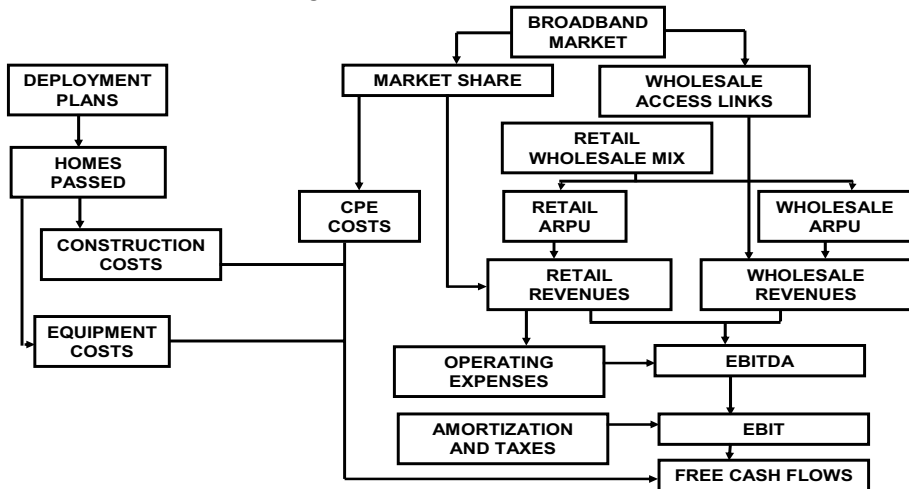 BROADBAND
MARKET
DEPLOYMENT
PLANS
MARKET SHARE
WHOLESALE
ACCESS LINKS
RETAIL
WHOLESALE MIX
HOMES
PASSED
CPE
COSTS
RETAIL
ARPU
WHOLESALE
ARPU
CONSTRUCTION
COSTS
RETAIL
REVENUES
WHOLESALE
REVENUES
EQUIPMENT
COSTS
OPERATING
EXPENSES
EBITDA
AMORTIZATION
AND TAXES
EBIT
FREE CASH FLOWS